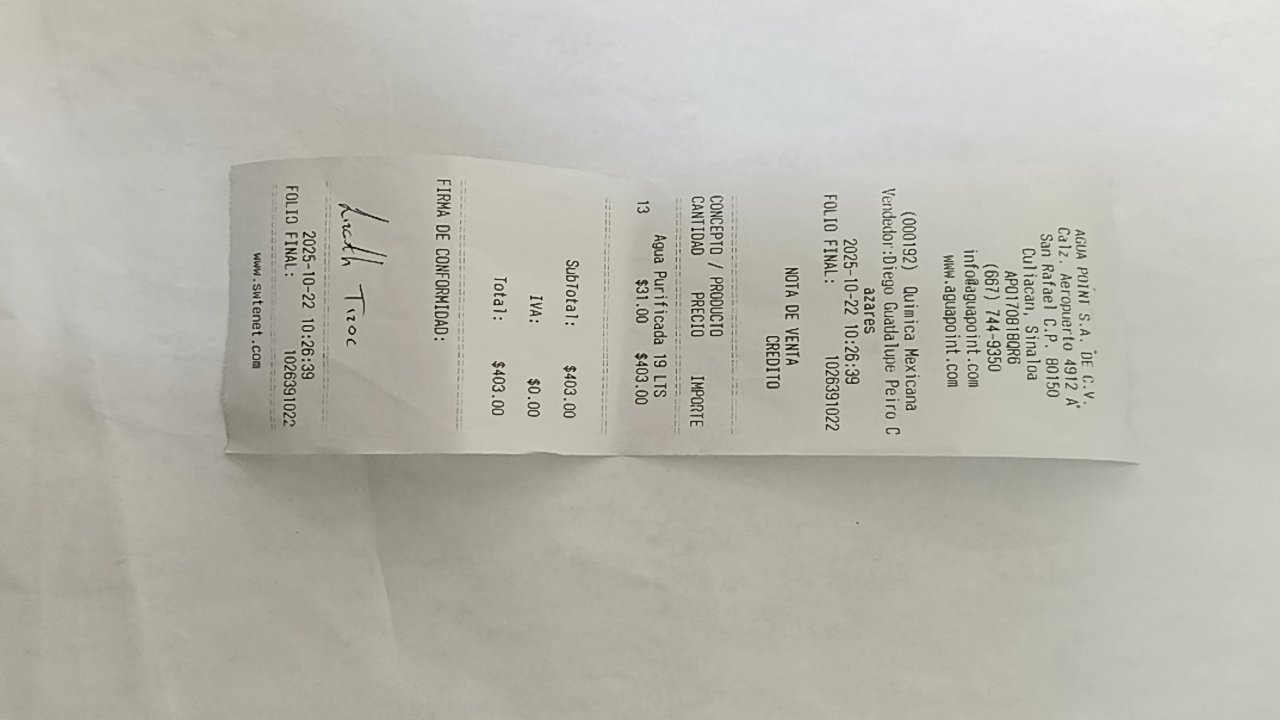 AGUA POINT S.A. DE C.V.
Calz. Aeropuerto 4912 A
San Rafael C.P. 80150
Culiacan, Sinaloa
APO170818QR6
(667) 744-9350
info@aguapoint.com
www.aguapoint.com
(000192) Quimica Mexicana
Vendedor:Diego Guadalupe Peiro C
azares
2025-10-22 10:26:39
FOLIO FINAL: 1026391022
NOTA DE VENTA
CREDITO
CONCEPTO / PRODUCTO
CANTIDAD PRECIO IMPORTE
Agua Purificada 19 LTS
13 $31.00 $403.00
SubTotal: $403.00
IVA: $0.00
Total: $403.00
FIRMA DE CONFORMIDAD:
Tizoc
2025-10-22 10:26:39
FOLIO FINAL: 1026391022
www.swtenet.com